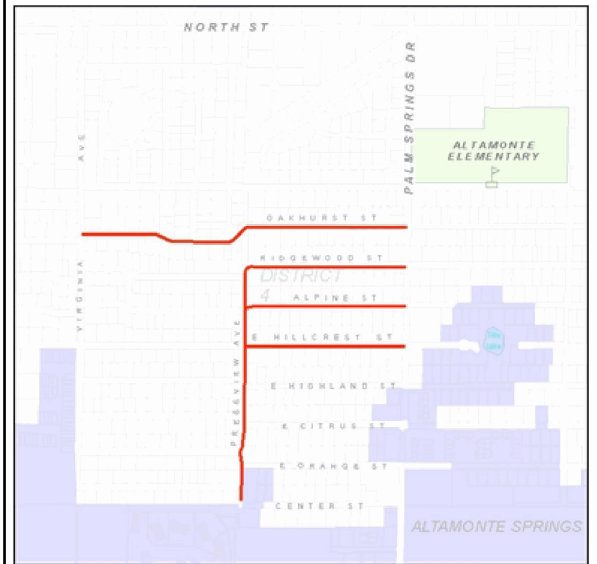 NORTH ST
PALM SPRINGS DR
AVE
ALTAMONTE
ELEMENTARY
OAKHURST ST
RIDGEWOOD ST
DISTRICT
4
ALPINE ST
VIRGINIA
E HILLCREST ST
PRESSVIEW AVE
E HIGHLAND ST
E CITRUS ST
E ORANGE ST
CENTER ST
ALTAMONTE SPRINGS